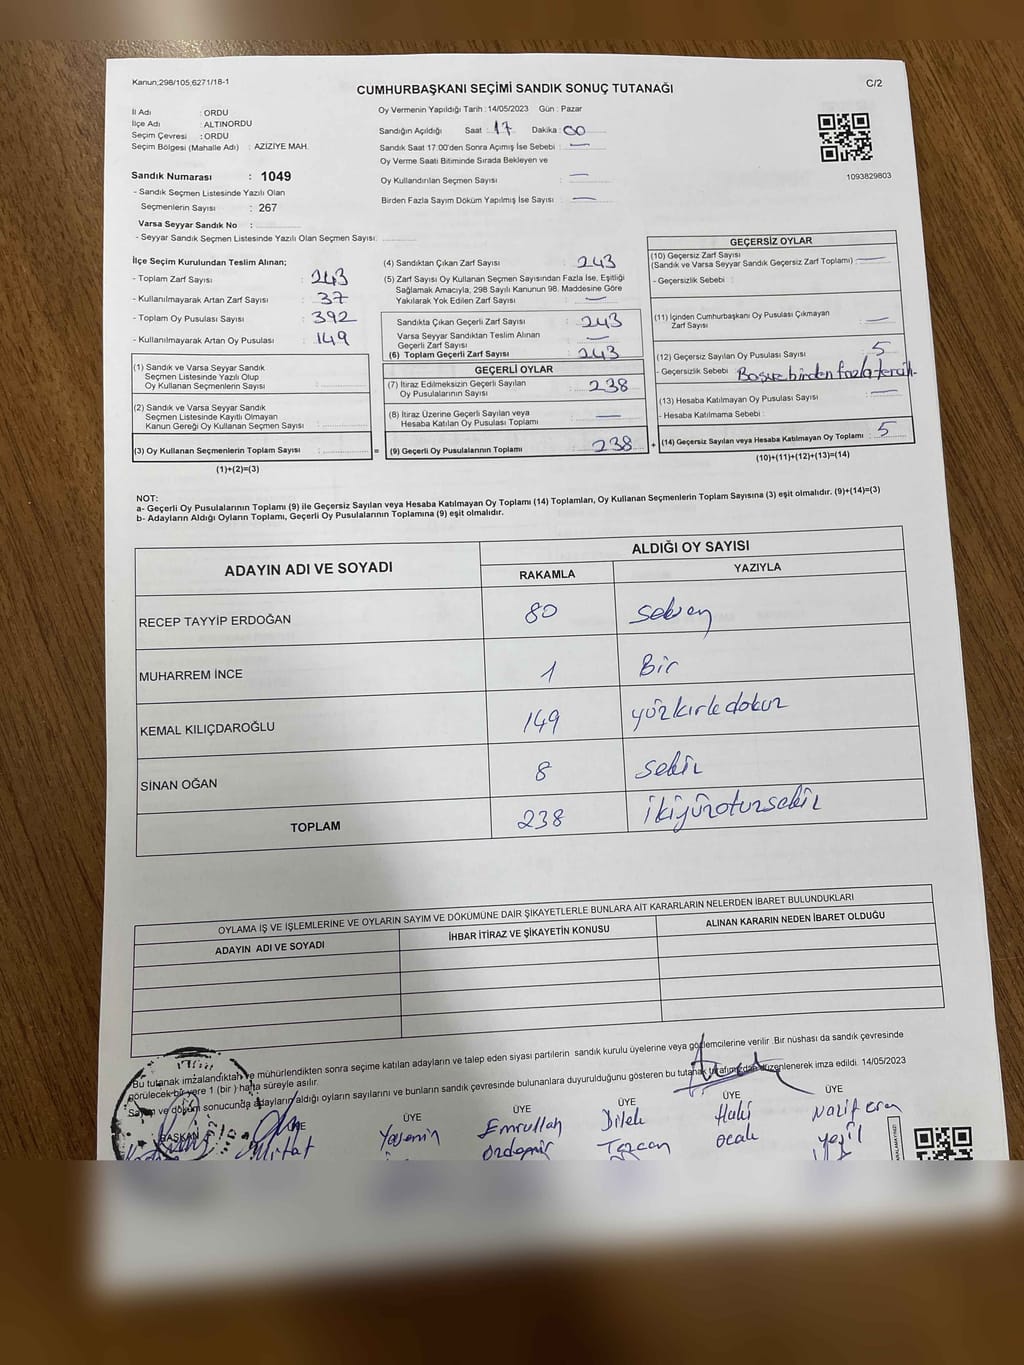 Kanun;298/105;6271/18-1
CUMHURBAŞKANI SEÇİMİ SANDIK SONUÇ TUTANAĞI
C/2
İl Adı : ORDU
İlçe Adı : ALTINORDU
Seçim Çevresi : ORDU
Seçim Bölgesi (Mahalle Adı) : AZİZİYE MAH.
Oy Vermenin Yapıldığı Tarih : 14/05/2023 Gün : Pazar
Sandığın Açıldığı Saat : 17 Dakika : 00
Sandık Saat 17.00'den Sonra Açımış İse Sebebi : —
Oy Verme Saati Bitiminde Sırada Bekleyen ve
Oy Kullandırılan Seçmen Sayısı : —
Birden Fazla Sayım Döküm Yapılmış İse Sayısı : —
1093829803
Sandık Numarası : 1049
- Sandık Seçmen Listesinde Yazılı Olan
Seçmenlerin Sayısı : 267
Varsa Seyyar Sandık No :
- Seyyar Sandık Seçmen Listesinde Yazılı Olan Seçmen Sayısı:
İlçe Seçim Kurulundan Teslim Alınan;
- Toplam Zarf Sayısı : 243
- Kullanılmayarak Artan Zarf Sayısı : 37
- Toplam Oy Pusulası Sayısı : 392
- Kullanılmayarak Artan Oy Pusulası : 149
(1) Sandık ve Varsa Seyyar Sandık
Seçmen Listesinde Yazılı Olup
Oy Kullanan Seçmenlerin Sayısı :
(2) Sandık ve Varsa Seyyar Sandık
Seçmen Listesinde Kayıtlı Olmayan
Kanun Gereği Oy Kullanan Seçmen Sayısı :
(3) Oy Kullanan Seçmenlerin Toplam Sayısı : =
(1)+(2)=(3)
(4) Sandıktan Çıkan Zarf Sayısı : 243
(5) Zarf Sayısı Oy Kullanan Seçmen Sayısından Fazla İse, Eşitliği
Sağlamak Amacıyla, 298 Sayılı Kanunun 98. Maddesine Göre
Yakılarak Yok Edilen Zarf Sayısı : —
Sandıkta Çıkan Geçerli Zarf Sayısı : 243
Varsa Seyyar Sandıktan Teslim Alınan
Geçerli Zarf Sayısı : —
(6) Toplam Geçerli Zarf Sayısı : 243
GEÇERLİ OYLAR
(7) İtiraz Edilmeksizin Geçerli Sayılan
Oy Pusulalarının Sayısı : 238
(8) İtiraz Üzerine Geçerli Sayılan veya
Hesaba Katılan Oy Pusulası Toplamı : —
(9) Geçerli Oy Pusulalarının Toplamı : 238 +
GEÇERSİZ OYLAR
(10) Geçersiz Zarf Sayısı
(Sandık ve Varsa Seyyar Sandık Geçersiz Zarf Toplamı) : —
- Geçersizlik Sebebi :
(11) İçinden Cumhurbaşkanı Oy Pusulası Çıkmayan
Zarf Sayısı : —
(12) Geçersiz Sayılan Oy Pusulası Sayısı : 5
- Geçersizlik Sebebi : birden fazla tercih.
(13) Hesaba Katılmayan Oy Pusulası Sayısı : —
- Hesaba Katılmama Sebebi :
(14) Geçersiz Sayılan veya Hesaba Katılmayan Oy Toplamı : 5
(10)+(11)+(12)+(13)=(14)
NOT:
a- Geçerli Oy Pusulalarının Toplamı (9) ile Geçersiz Sayılan veya Hesaba Katılmayan Oy Toplamı (14) Toplamları, Oy Kullanan Seçmenlerin Toplam Sayısına (3) eşit olmalıdır. (9)+(14)=(3)
b- Adayların Aldığı Oyların Toplamı, Geçerli Oy Pusulalarının Toplamına (9) eşit olmalıdır.
ADAYIN ADI VE SOYADI
ALDIĞI OY SAYISI
RAKAMLA YAZIYLA
RECEP TAYYİP ERDOĞAN 80 seksen
MUHARREM İNCE 1 Bir
KEMAL KILIÇDAROĞLU 149 yüzkırkdokuz
SİNAN OĞAN 8 sekiz
TOPLAM 238 ikiyüzotuzsekiz
OYLAMA İŞ VE İŞLEMLERİNE VE OYLARIN SAYIM VE DÖKÜMÜNE DAİR ŞİKAYETLERLE BUNLARA AİT KARARLARIN NELERDEN İBARET BULUNDUKLARI
ADAYIN ADI VE SOYADI İHBAR İTİRAZ VE ŞİKAYETİN KONUSU ALINAN KARARIN NEDEN İBARET OLDUĞU
Bu tutanak imzalandıktan ve mühürlendikten sonra seçime katılan adayların ve talep eden siyasi partilerin sandık kurulu üyelerine veya gözlemcilerine verilir .Bir nüshası da sandık çevresinde
görülecek bir yere 1 (bir ) hafta süreyle asılır.
Sayım ve döküm sonucunda adayların aldığı oyların sayılarını ve bunların sandık çevresinde bulunanlara duyurulduğunu gösteren bu tutanak tarafımızdan düzenlenerek imza edildi. 14/05/2023
BAŞKAN ÜYE ÜYE ÜYE ÜYE ÜYE ÜYE
Mithat Yasemin Emrullah Dilek Haki Nazif Eren
Özdemir Tezcan Ocak Yeşil